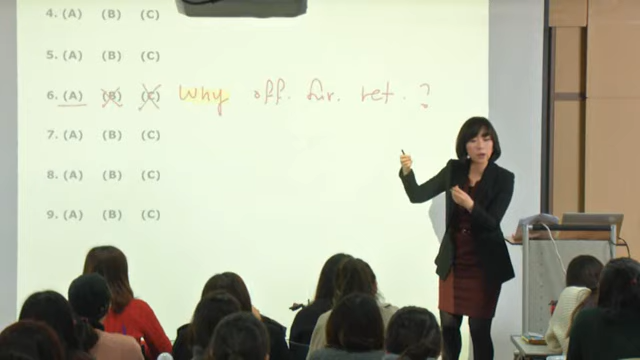 4. (A) (B) (C)
5. (A) (B) (C)
6. (A) (B) (C) Why off. fur. ret. ?
7. (A) (B) (C)
8. (A) (B) (C)
9. (A) (B) (C)